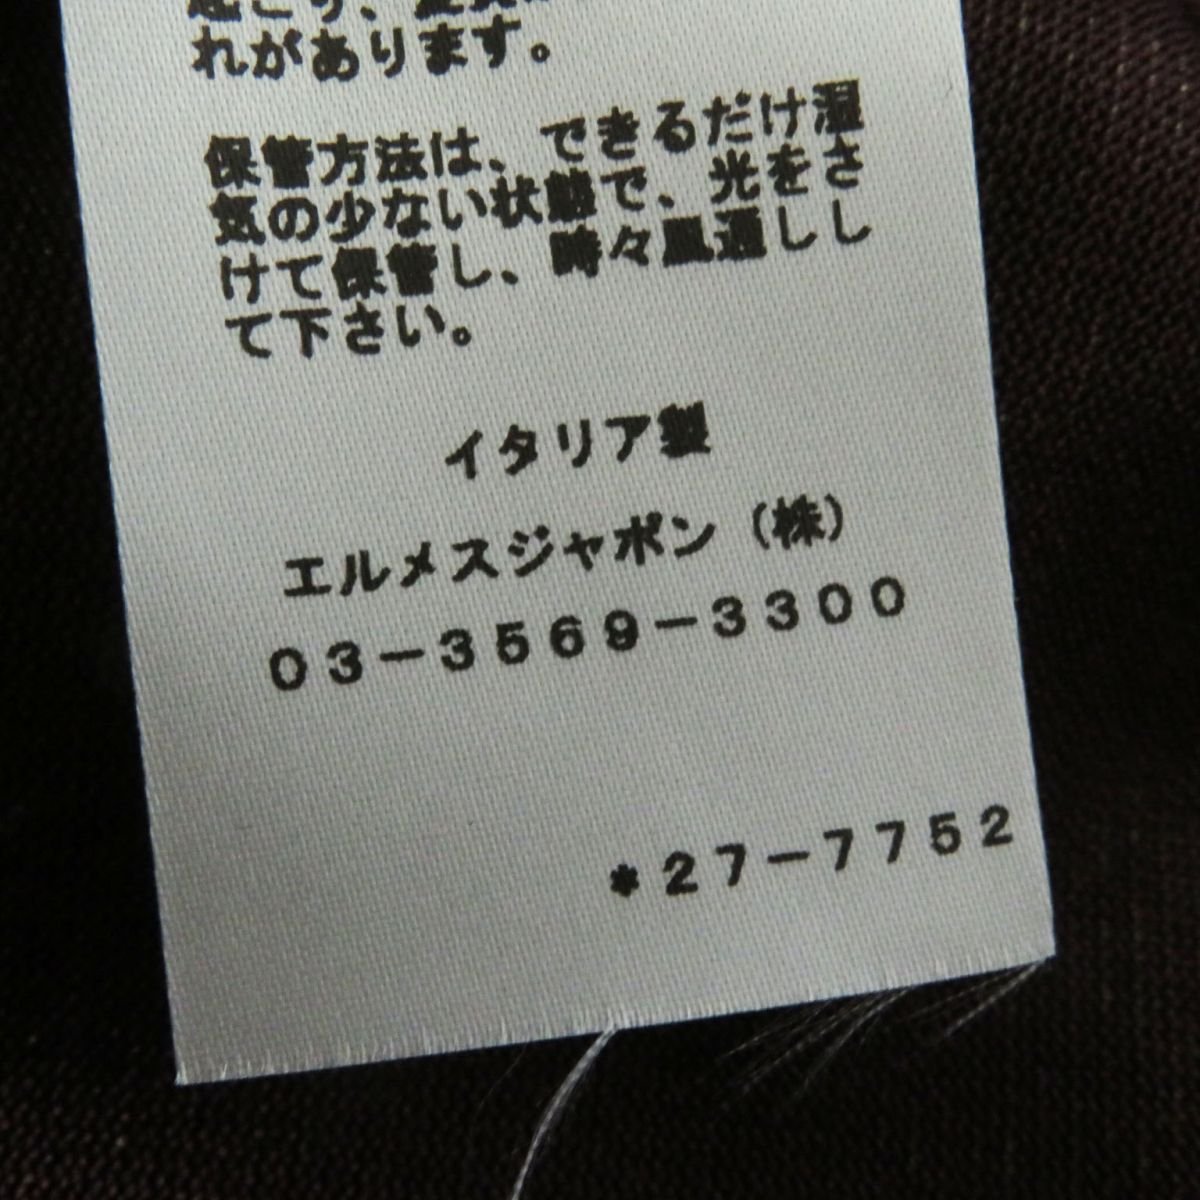 起こり、
れがあります。
保管方法は、できるだけ湿
気の少ない状態で、光をさ
けて保管し、時々風通しし
て下さい。
イタリア製
エルメスジャポン（株）
03-3569-3300
*27-7752